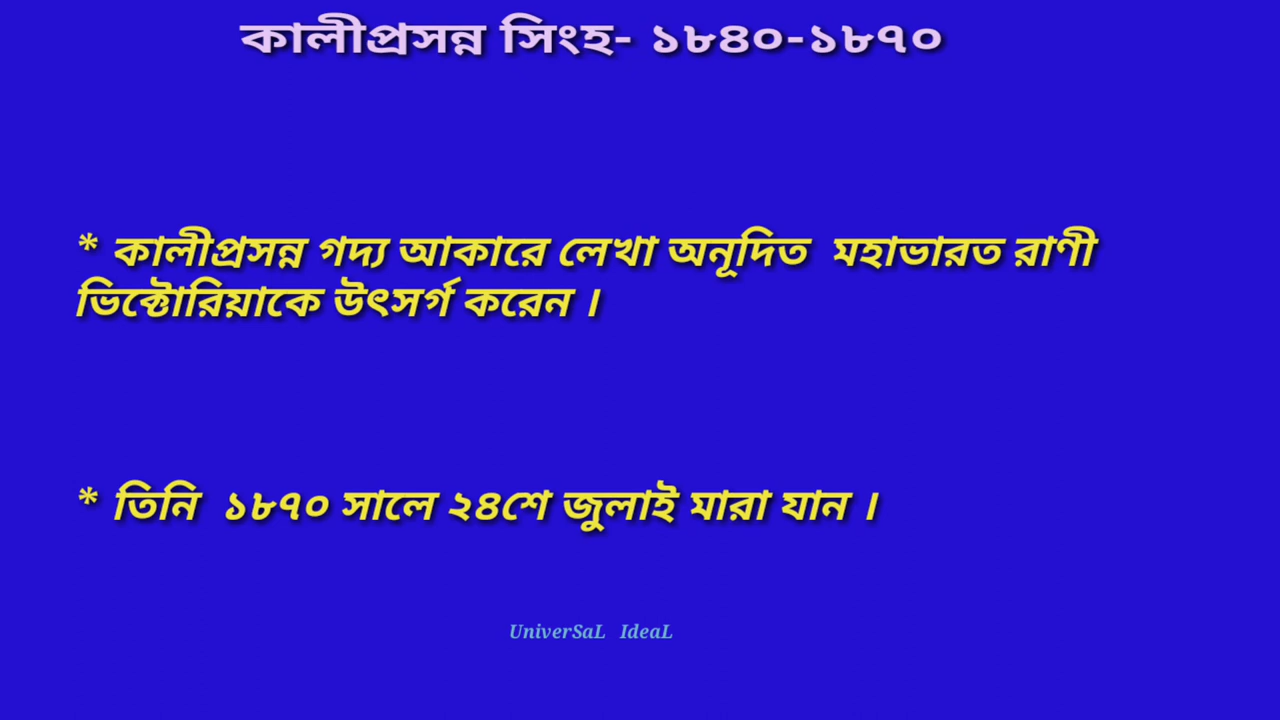 কালীপ্রসন্ন সিংহ- ১৮৪০-১৮৭০
* কালীপ্রসন্ন গদ্য আকারে লেখা অনূদিত মহাভারত রাণী
ভিক্টোরিয়াকে উৎসর্গ করেন ।
* তিনি ১৮৭০ সালে ২৪শে জুলাই মারা যান ।
UniverSaL IdeaL